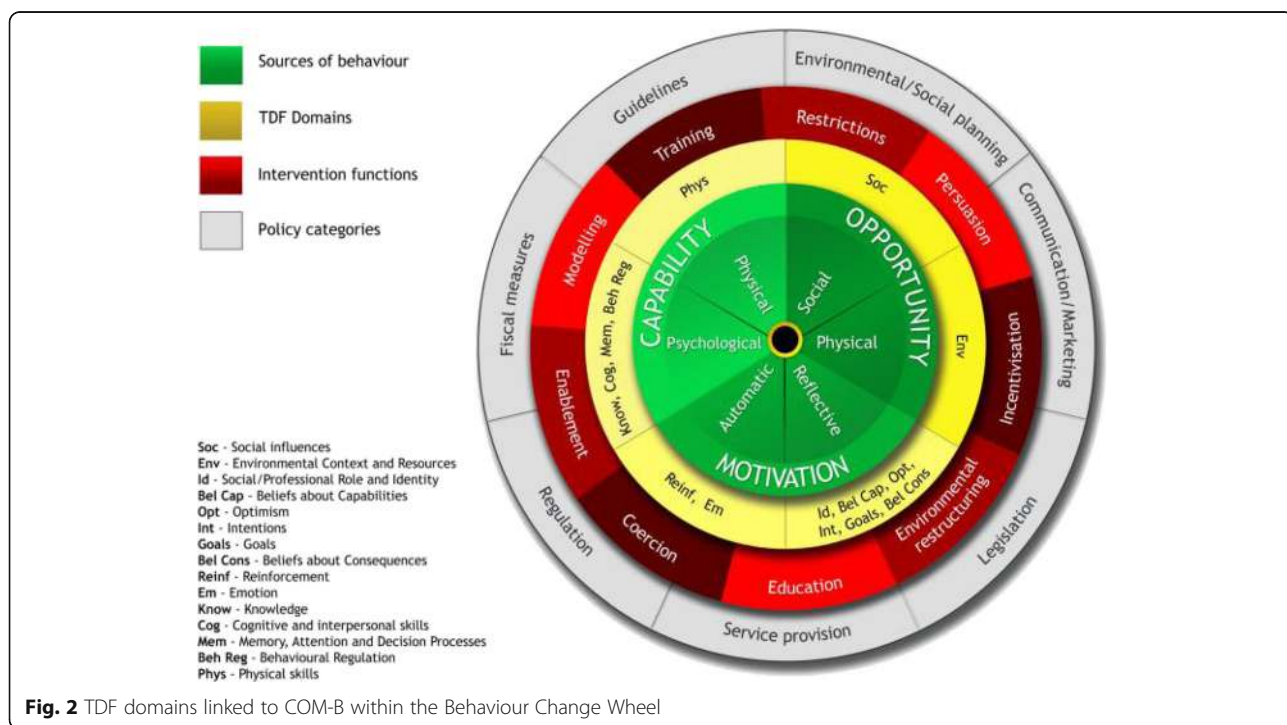 Sources of behaviour
TDF Domains
Intervention functions
Policy categories
Guidelines
Environmental/Social planning
Communication/Marketing
Legislation
Service provision
Regulation
Fiscal measures
Training
Restrictions
Persuasion
Incentivisation
Environmental
restructuring
Education
Coercion
Enablement
Modelling
Phys
Soc
Env
Id, Bel Cap, Opt,
Int, Goals, Bel Cons
Reinf, Em
Know, Cog, Mem, Beh Reg
CAPABILITY
OPPORTUNITY
MOTIVATION
Physical
Social
Physical
Reflective
Automatic
Psychological
Soc - Social influences
Env - Environmental Context and Resources
Id - Social/Professional Role and Identity
Bel Cap - Beliefs about Capabilities
Opt - Optimism
Int - Intentions
Goals - Goals
Bel Cons - Beliefs about Consequences
Reinf - Reinforcement
Em - Emotion
Know - Knowledge
Cog - Cognitive and interpersonal skills
Mem - Memory, Attention and Decision Processes
Beh Reg - Behavioural Regulation
Phys - Physical skills
Fig. 2 TDF domains linked to COM-B within the Behaviour Change Wheel